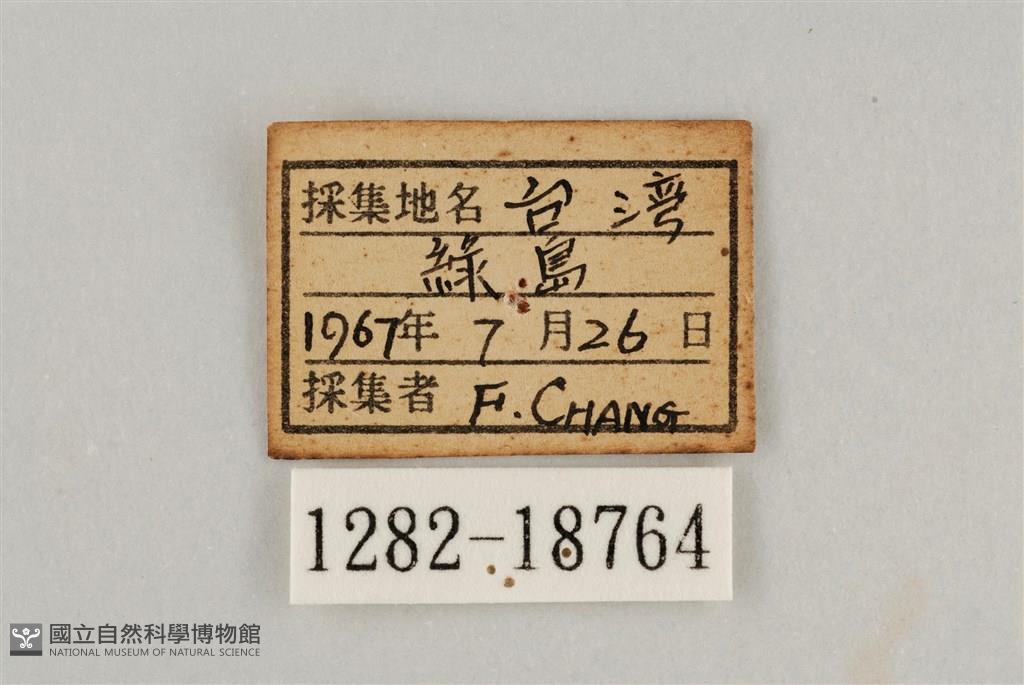 採集地名 台湾
綠島
1967年 7月26日
採集者 F. CHANG
1282-18764
國立自然科學博物館
NATIONAL MUSEUM OF NATURAL SCIENCE